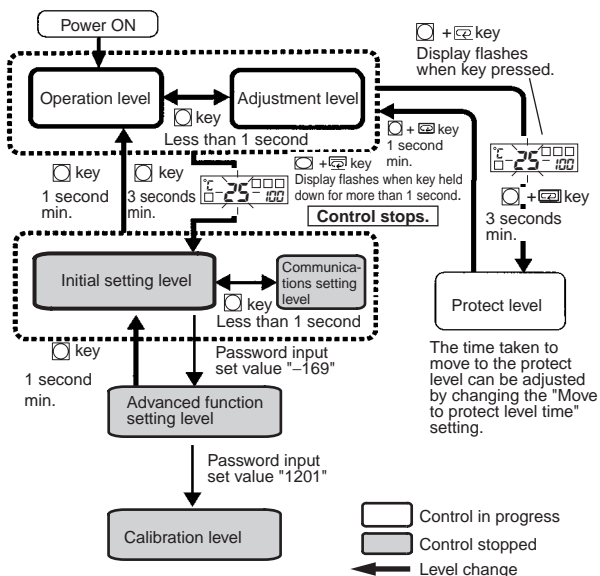 Power ON
+ key
Display flashes
when key pressed.
Operation level
Adjustment level
key
Less than 1 second
+ key
1 second
min.
°C
25
100
key
1 second
min.
key
3 seconds
min.
°C
25
100
+ key
Display flashes when key held
down for more than 1 second.
Control stops.
+ key
3 seconds
min.
Initial setting level
Communica-
tions setting
level
key
Less than 1 second
Protect level
key
1 second
min.
Password input
set value "–169"
The time taken to
move to the protect
level can be adjusted
by changing the "Move
to protect level time"
setting.
Advanced function
setting level
Password input
set value "1201"
Calibration level
Control in progress
Control stopped
Level change